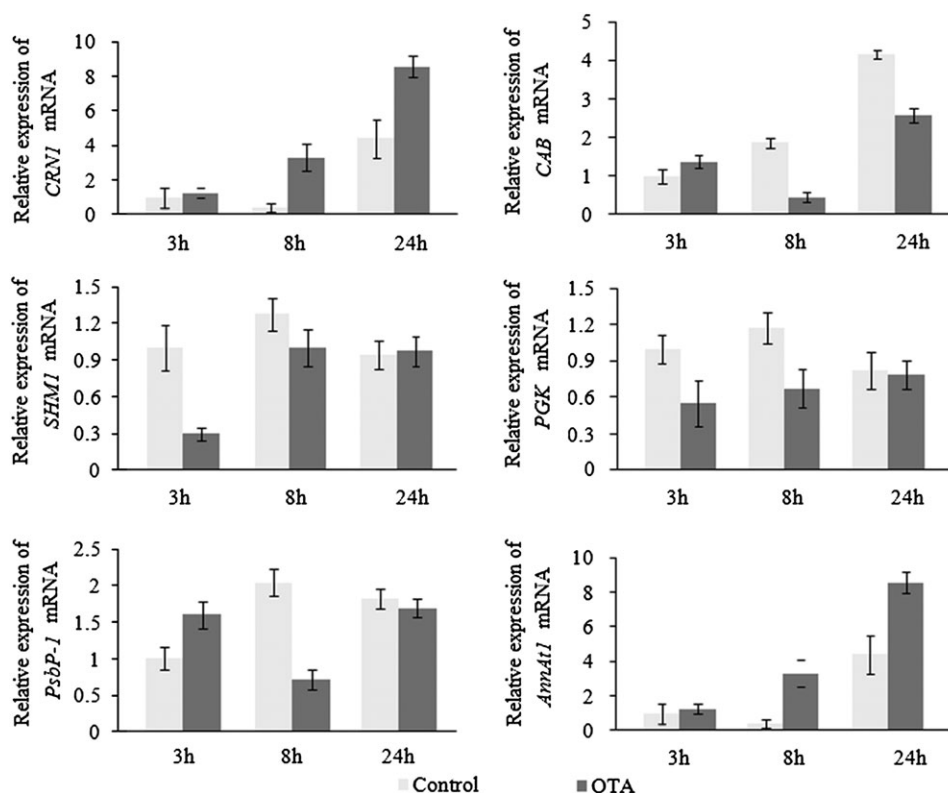 Relative expression of
CRN1 mRNA
10
8
6
4
2
0
3h 8h 24h
Relative expression of
CAB mRNA
5
4
3
2
1
0
3h 8h 24h
Relative expression of
SHM1 mRNA
1.5
1.2
0.9
0.6
0.3
0
3h 8h 24h
Relative expression of
PGK mRNA
1.5
1.2
0.9
0.6
0.3
0
3h 8h 24h
Relative expression of
PsbP-1 mRNA
2.5
2
1.5
1
0.5
0
3h 8h 24h
Relative expression of
AnnAt1 mRNA
10
8
6
4
2
0
3h 8h 24h
Control OTA